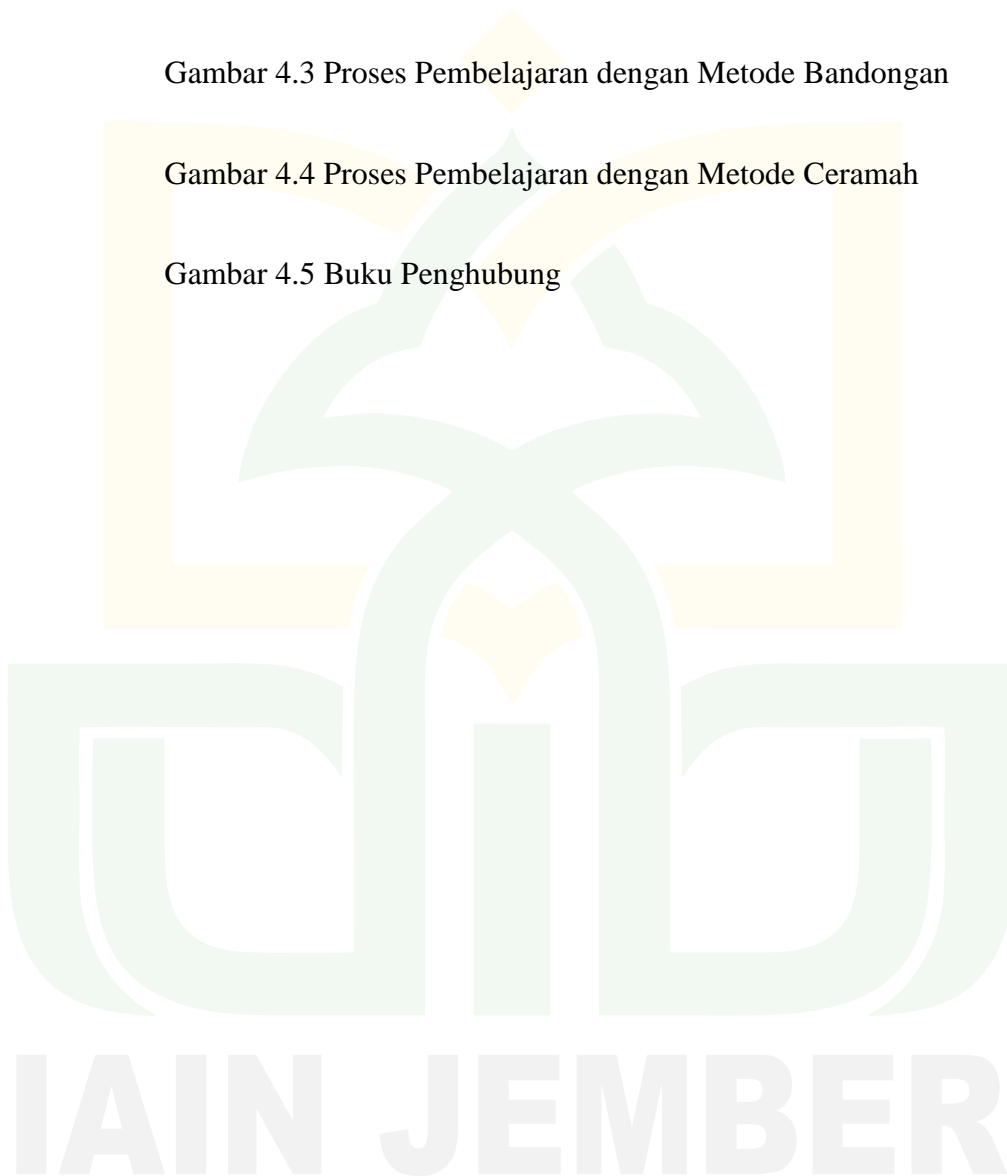 Gambar 4.3 Proses Pembelajaran dengan Metode Bandongan
Gambar 4.4 Proses Pembelajaran dengan Metode Ceramah
Gambar 4.5 Buku Penghubung
IAIN JEMBER